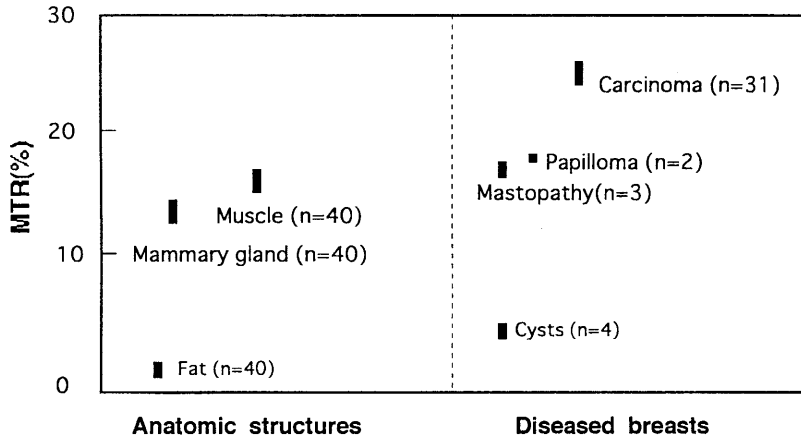 30
Carcinoma (n=31)
20
Papilloma (n=2)
Mastopathy(n=3)
MTR(%)
Muscle (n=40)
Mammary gland (n=40)
10
Cysts (n=4)
Fat (n=40)
0
Anatomic structures
Diseased breasts